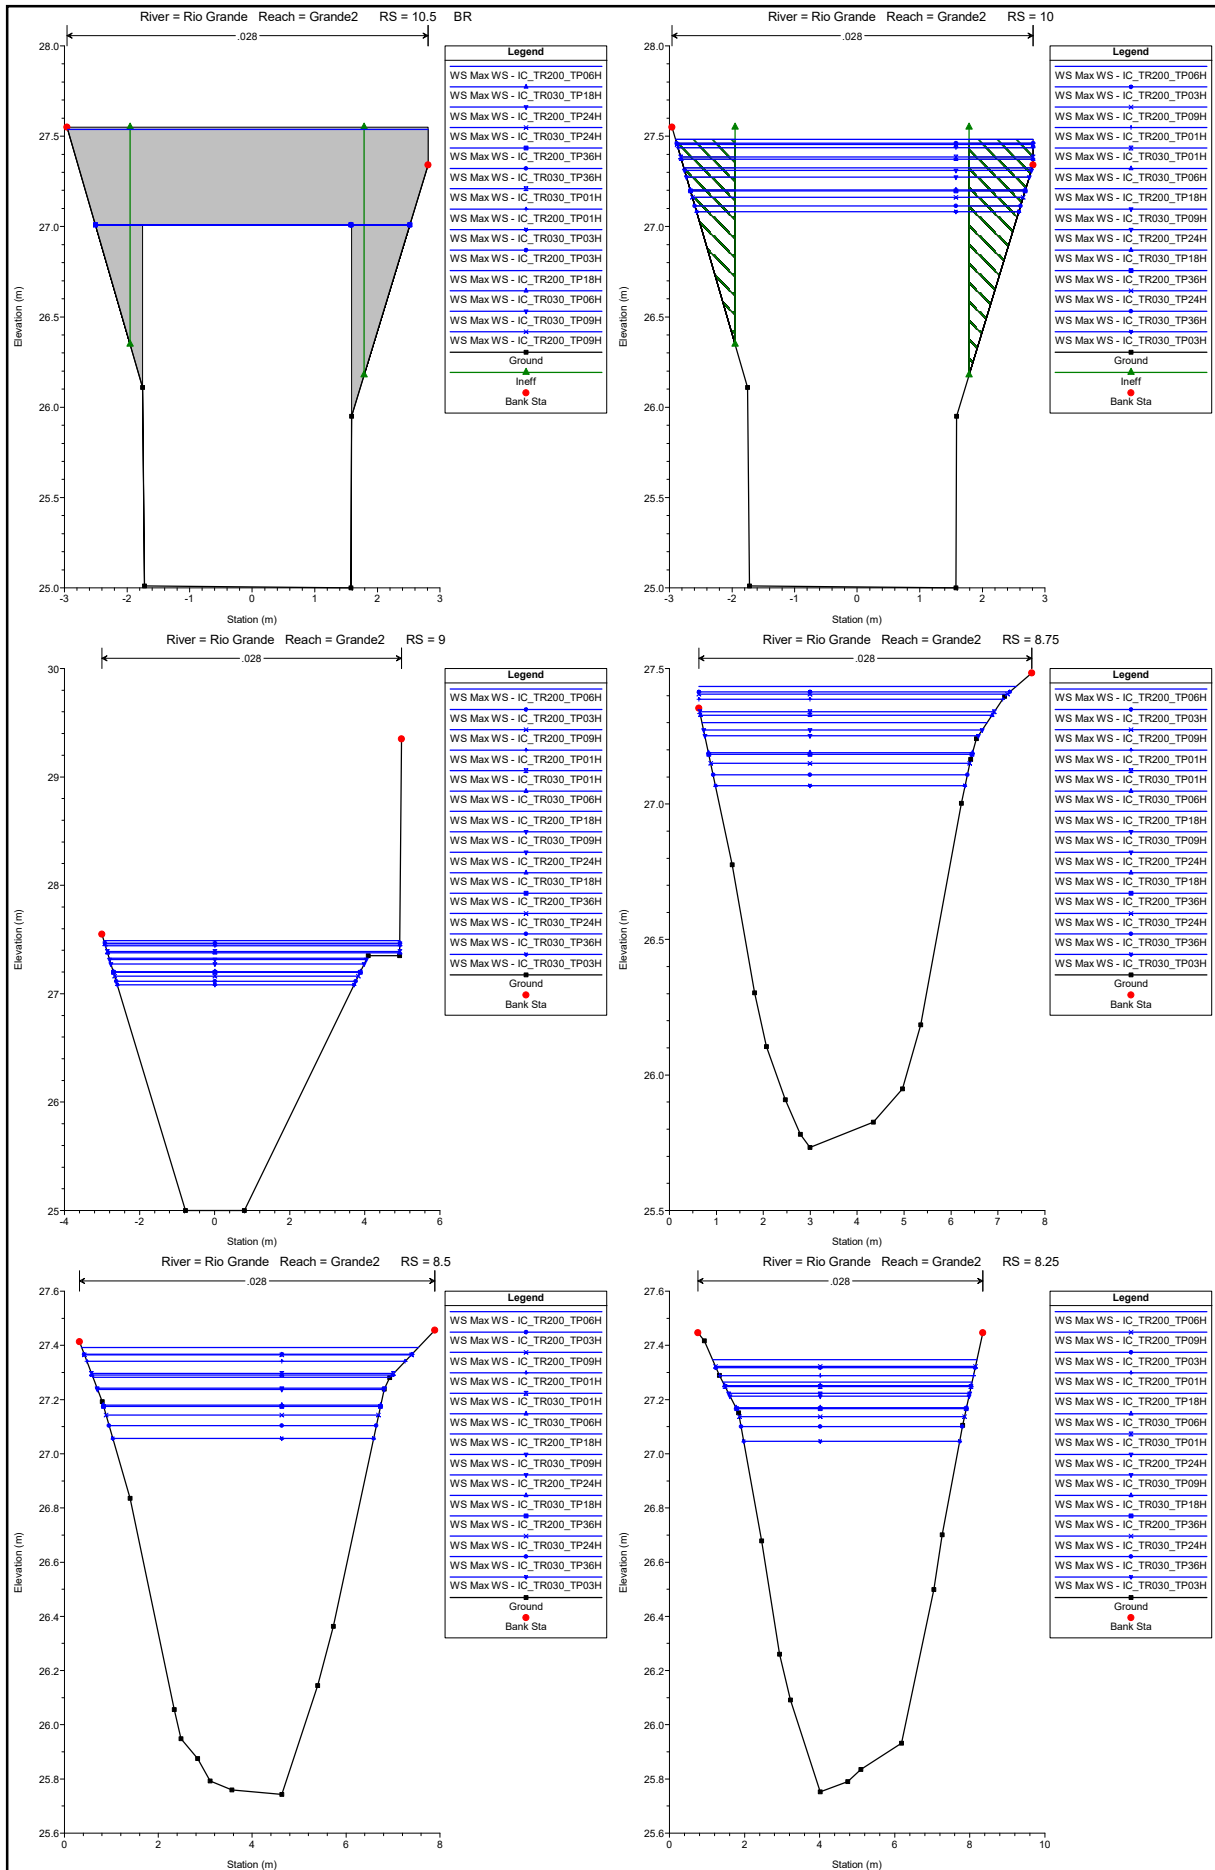 River = Rio Grande Reach = Grande2 RS = 10.5 BR
.028
28.0
27.5
27.0
26.5
26.0
25.5
25.0
-3 -2 -1 0 1 2 3
Station (m)
Elevation (m)
Legend
WS Max WS - IC_TR200_TP06H
WS Max WS - IC_TR030_TP18H
WS Max WS - IC_TR200_TP24H
WS Max WS - IC_TR030_TP24H
WS Max WS - IC_TR200_TP36H
WS Max WS - IC_TR030_TP36H
WS Max WS - IC_TR030_TP01H
WS Max WS - IC_TR200_TP01H
WS Max WS - IC_TR030_TP03H
WS Max WS - IC_TR200_TP03H
WS Max WS - IC_TR200_TP18H
WS Max WS - IC_TR030_TP06H
WS Max WS - IC_TR030_TP09H
WS Max WS - IC_TR200_TP09H
Ground
Ineff
Bank Sta
River = Rio Grande Reach = Grande2 RS = 10
.028
28.0
27.5
27.0
26.5
26.0
25.5
25.0
-3 -2 -1 0 1 2 3
Station (m)
Elevation (m)
Legend
WS Max WS - IC_TR200_TP06H
WS Max WS - IC_TR200_TP03H
WS Max WS - IC_TR200_TP09H
WS Max WS - IC_TR200_TP01H
WS Max WS - IC_TR030_TP01H
WS Max WS - IC_TR030_TP06H
WS Max WS - IC_TR200_TP18H
WS Max WS - IC_TR030_TP09H
WS Max WS - IC_TR200_TP24H
WS Max WS - IC_TR030_TP18H
WS Max WS - IC_TR200_TP36H
WS Max WS - IC_TR030_TP24H
WS Max WS - IC_TR030_TP36H
WS Max WS - IC_TR030_TP03H
Ground
Ineff
Bank Sta
River = Rio Grande Reach = Grande2 RS = 9
.028
30
29
28
27
26
25
-4 -2 0 2 4 6
Station (m)
Elevation (m)
Legend
WS Max WS - IC_TR200_TP06H
WS Max WS - IC_TR200_TP03H
WS Max WS - IC_TR200_TP09H
WS Max WS - IC_TR200_TP01H
WS Max WS - IC_TR030_TP01H
WS Max WS - IC_TR030_TP06H
WS Max WS - IC_TR200_TP18H
WS Max WS - IC_TR030_TP09H
WS Max WS - IC_TR200_TP24H
WS Max WS - IC_TR030_TP18H
WS Max WS - IC_TR200_TP36H
WS Max WS - IC_TR030_TP24H
WS Max WS - IC_TR030_TP36H
WS Max WS - IC_TR030_TP03H
Ground
Bank Sta
River = Rio Grande Reach = Grande2 RS = 8.75
.028
27.5
27.0
26.5
26.0
25.5
0 1 2 3 4 5 6 7 8
Station (m)
Elevation (m)
Legend
WS Max WS - IC_TR200_TP06H
WS Max WS - IC_TR200_TP03H
WS Max WS - IC_TR200_TP09H
WS Max WS - IC_TR200_TP01H
WS Max WS - IC_TR030_TP01H
WS Max WS - IC_TR030_TP06H
WS Max WS - IC_TR200_TP18H
WS Max WS - IC_TR030_TP09H
WS Max WS - IC_TR200_TP24H
WS Max WS - IC_TR030_TP18H
WS Max WS - IC_TR200_TP36H
WS Max WS - IC_TR030_TP24H
WS Max WS - IC_TR030_TP36H
WS Max WS - IC_TR030_TP03H
Ground
Bank Sta
River = Rio Grande Reach = Grande2 RS = 8.5
.028
27.6
27.4
27.2
27.0
26.8
26.6
26.4
26.2
26.0
25.8
25.6
0 2 4 6 8
Station (m)
Elevation (m)
Legend
WS Max WS - IC_TR200_TP06H
WS Max WS - IC_TR200_TP03H
WS Max WS - IC_TR200_TP09H
WS Max WS - IC_TR200_TP01H
WS Max WS - IC_TR030_TP01H
WS Max WS - IC_TR030_TP06H
WS Max WS - IC_TR200_TP18H
WS Max WS - IC_TR030_TP09H
WS Max WS - IC_TR200_TP24H
WS Max WS - IC_TR030_TP18H
WS Max WS - IC_TR200_TP36H
WS Max WS - IC_TR030_TP24H
WS Max WS - IC_TR030_TP36H
WS Max WS - IC_TR030_TP03H
Ground
Bank Sta
River = Rio Grande Reach = Grande2 RS = 8.25
.028
27.6
27.4
27.2
27.0
26.8
26.6
26.4
26.2
26.0
25.8
25.6
0 2 4 6 8 10
Station (m)
Elevation (m)
Legend
WS Max WS - IC_TR200_TP06H
WS Max WS - IC_TR200_TP09H
WS Max WS - IC_TR200_TP03H
WS Max WS - IC_TR200_TP01H
WS Max WS - IC_TR200_TP18H
WS Max WS - IC_TR030_TP06H
WS Max WS - IC_TR030_TP01H
WS Max WS - IC_TR200_TP24H
WS Max WS - IC_TR030_TP09H
WS Max WS - IC_TR030_TP18H
WS Max WS - IC_TR200_TP36H
WS Max WS - IC_TR030_TP24H
WS Max WS - IC_TR030_TP36H
WS Max WS - IC_TR030_TP03H
Ground
Bank Sta